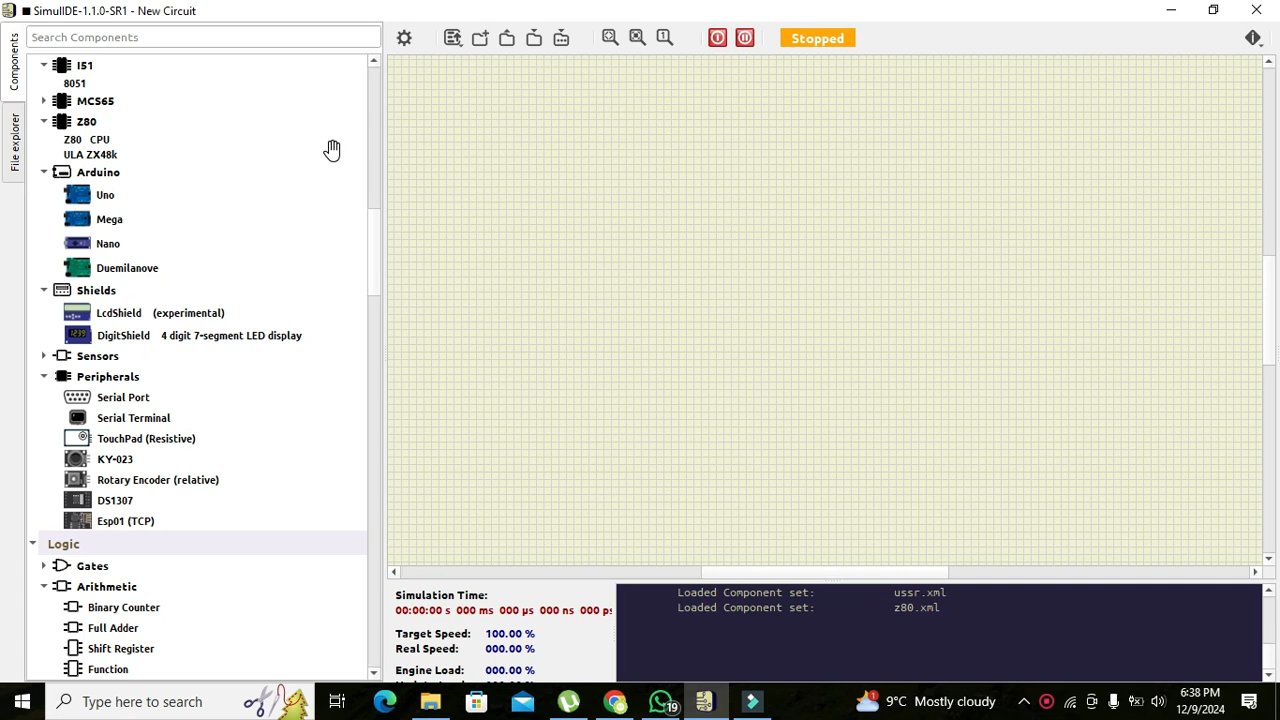 SimulIDE-1.1.0-SR1 - New Circuit
Components
File explorer
Search Components
Stopped
I51
8051
MCS65
Z80
Z80 CPU
ULA ZX48k
Arduino
Uno
Mega
Nano
Duemilanove
Shields
LcdShield (experimental)
DigitShield 4 digit 7-segment LED display
Sensors
Peripherals
Serial Port
Serial Terminal
TouchPad (Resistive)
KY-023
Rotary Encoder (relative)
DS1307
Esp01 (TCP)
Logic
Gates
Arithmetic
Binary Counter
Full Adder
Shift Register
Function
Simulation Time:
00:00:00 s 000 ms 000 µs 000 ns 000 ps
Target Speed: 100.00 %
Real Speed: 000.00 %
Engine Load: 000.00 %
Loaded Component set: ussr.xml
Loaded Component set: z80.xml
Type here to search
19
1
9°C Mostly cloudy
6:38 PM
12/9/2024